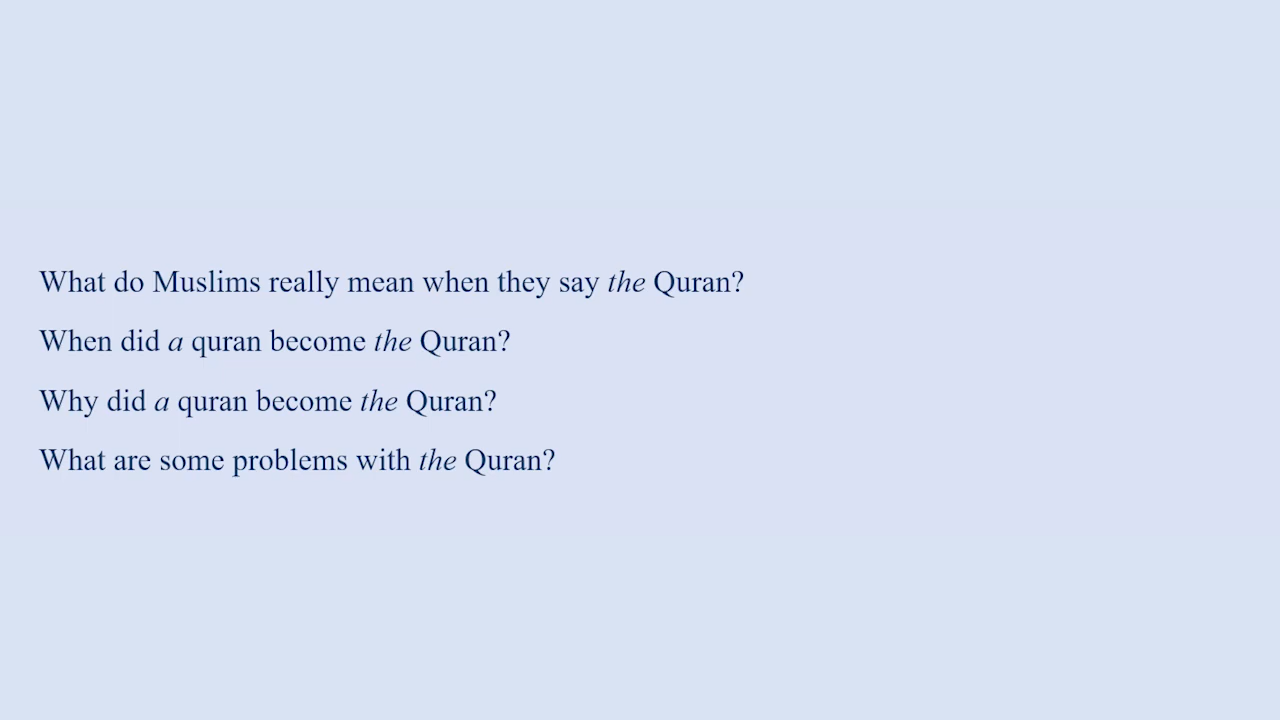 What do Muslims really mean when they say the Quran?
When did a quran become the Quran?
Why did a quran become the Quran?
What are some problems with the Quran?